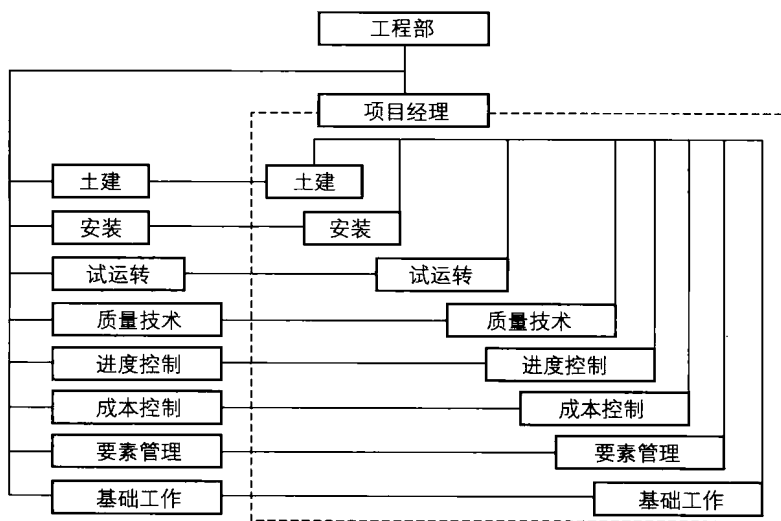 工程部
项目经理
土建
土建
安装
安装
试运转
试运转
质量技术
质量技术
进度控制
进度控制
成本控制
成本控制
要素管理
要素管理
基础工作
基础工作